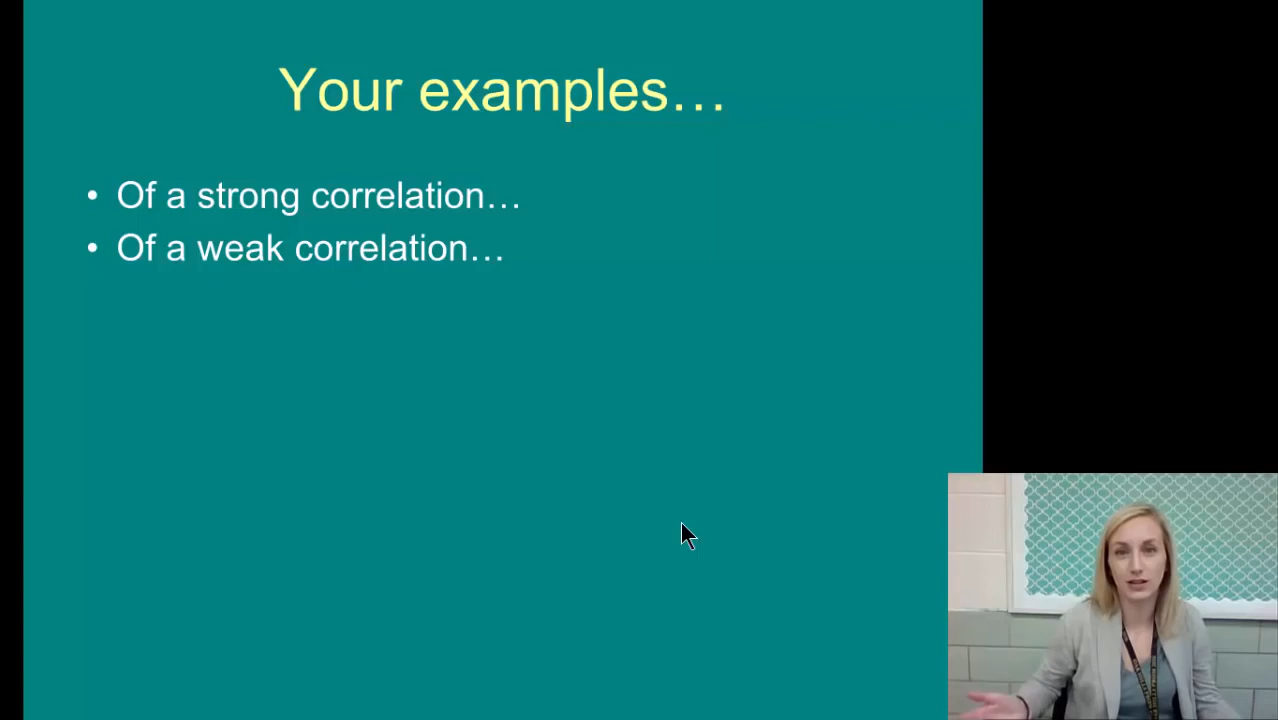 Your examples…
• Of a strong correlation…
• Of a weak correlation…